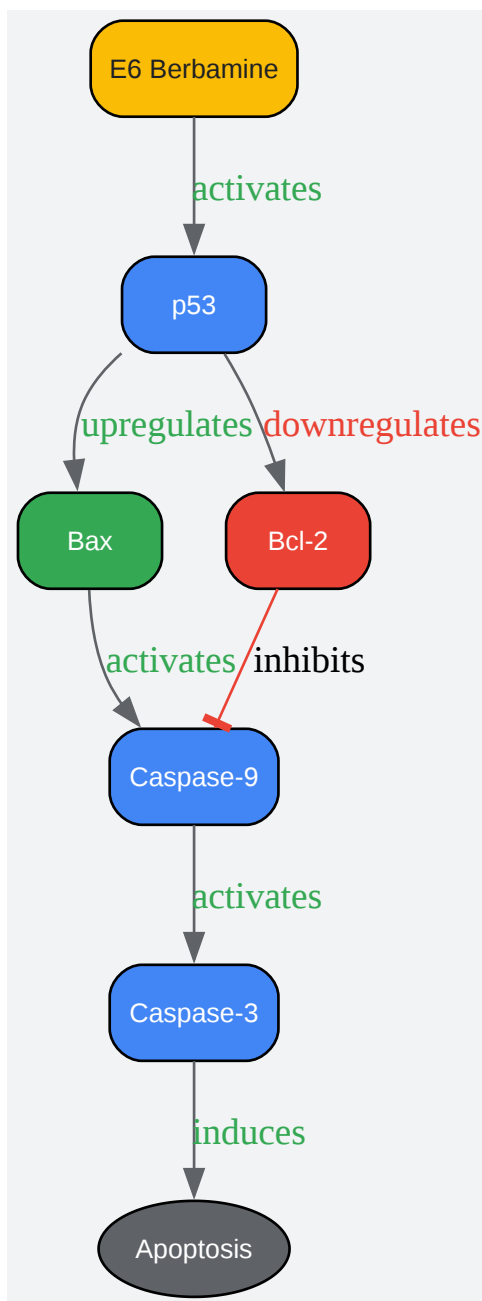 E6 Berbamine
activates
p53
upregulates
downregulates
Bax
Bcl-2
activates
inhibits
Caspase-9
activates
Caspase-3
induces
Apoptosis